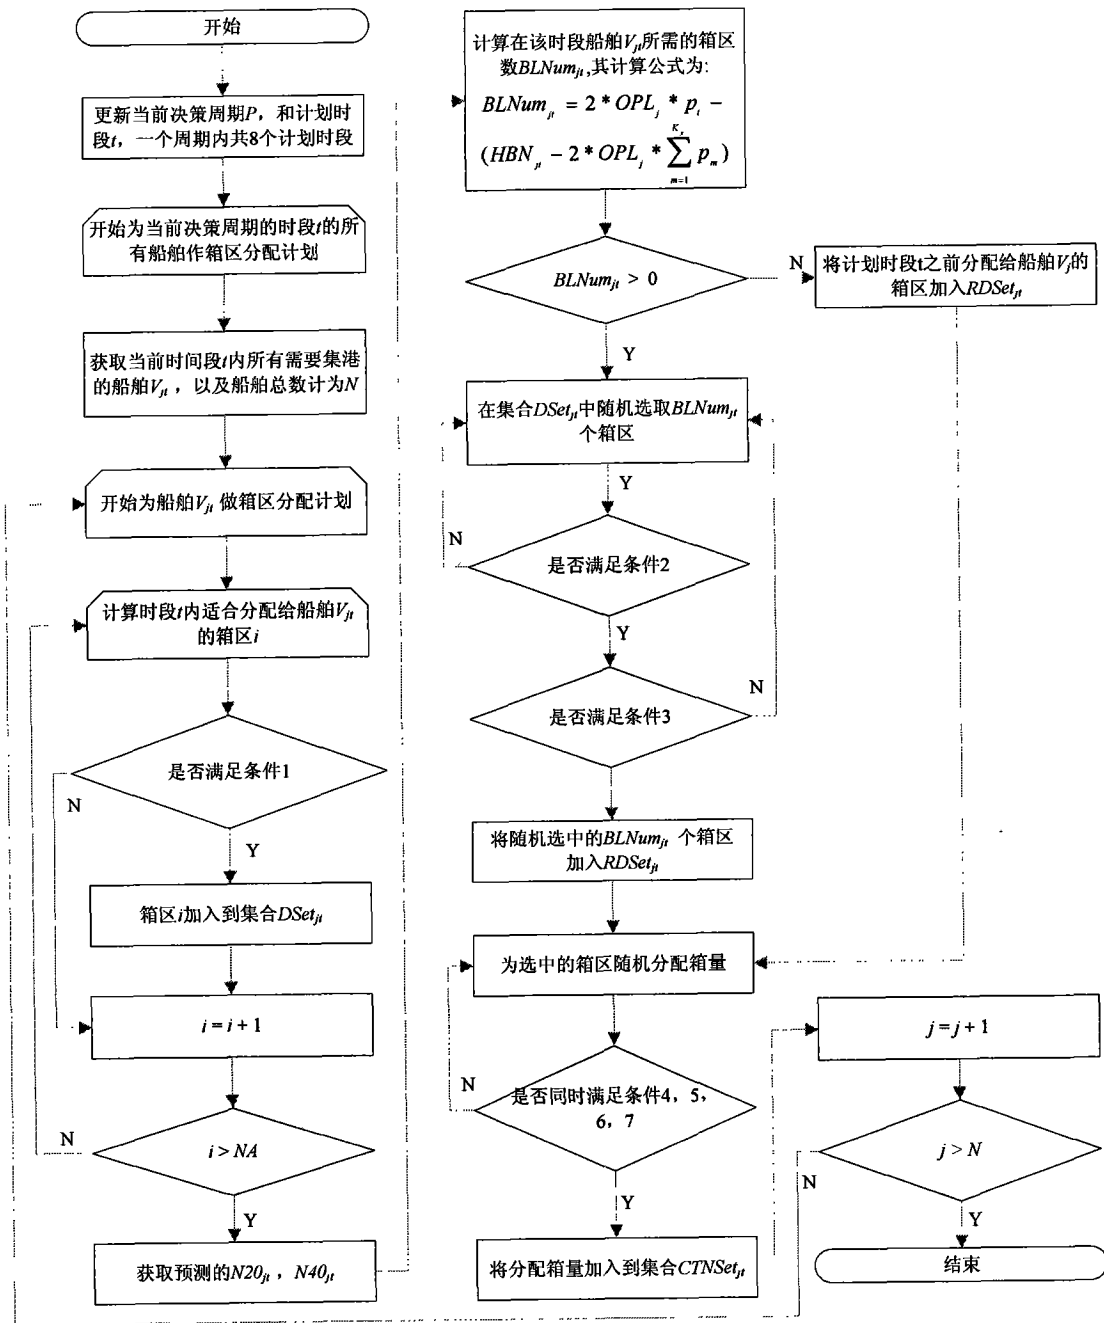 开始
更新当前决策周期P，和计划时
段t，一个周期内共8个计划时段
开始为当前决策周期的时段t的所
有船舶作箱区分配计划
获取当前时间段t内所有需要集港
的船舶Vjt，以及船舶总数计为N
开始为船舶Vjt 做箱区分配计划
计算时段t内适合分配给船舶Vjt
的箱区i
是否满足条件1
N
Y
箱区i加入到集合DSetjt
i = i + 1
N
i > NA
Y
获取预测的N20jt，N40jt
计算在该时段船舶Vjt所需的箱区
数BLNumjt,其计算公式为:
BLNumjt = 2 * OPLj * pt −
(HBNjt − 2 * OPLj * ∑ pm)
m=1
BLNumjt > 0
N
将计划时段t之前分配给船舶Vj的
箱区加入RDSetjt
Y
在集合DSetjt中随机选取BLNumjt
个箱区
Y
N
是否满足条件2
Y
N
是否满足条件3
将随机选中的BLNumjt 个箱区
加入RDSetjt
为选中的箱区随机分配箱量
N
是否同时满足条件4，5，
6，7
Y
将分配箱量加入到集合CTNSetjt
j = j + 1
j > N
N
Y
结束